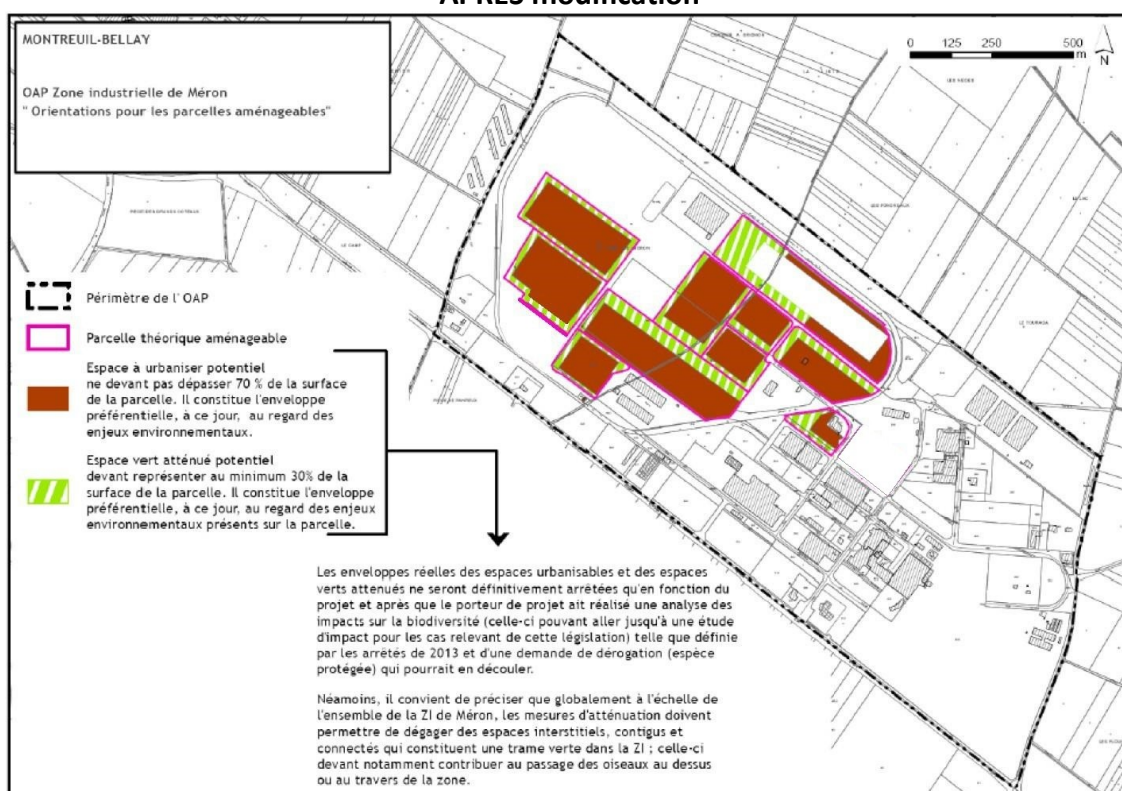 APRES modification
MONTREUIL-BELLAY
OAP Zone industrielle de Méron
" Orientations pour les parcelles aménageables"
0 125 250 500
m
N
Périmètre de l' OAP
Parcelle théorique aménageable
Espace à urbaniser potentiel
ne devant pas dépasser 70 % de la surface
de la parcelle. Il constitue l'enveloppe
préférentielle, à ce jour, au regard des
enjeux environnementaux.
Espace vert atténué potentiel
devant représenter au minimum 30% de la
surface de la parcelle. Il constitue l'enveloppe
préférentielle, à ce jour, au regard des enjeux
environnementaux présents sur la parcelle.
Les enveloppes réelles des espaces urbanisables et des espaces
verts attenués ne seront définitivement arrêtées qu'en fonction du
projet et après que le porteur de projet ait réalisé une analyse des
impacts sur la biodiversité (celle-ci pouvant aller jusqu'à une étude
d'impact pour les cas relevant de cette législation) telle que définie
par les arrêtés de 2013 et d'une demande de dérogation (espèce
protégée) qui pourrait en découler.
Néamoins, il convient de préciser que globalement à l'échelle de
l'ensemble de la ZI de Méron, les mesures d'atténuation doivent
permettre de dégager des espaces interstitiels, contigus et
connectés qui constituent une trame verte dans la ZI ; celle-ci
devant notamment contribuer au passage des oiseaux au dessus
ou au travers de la zone.